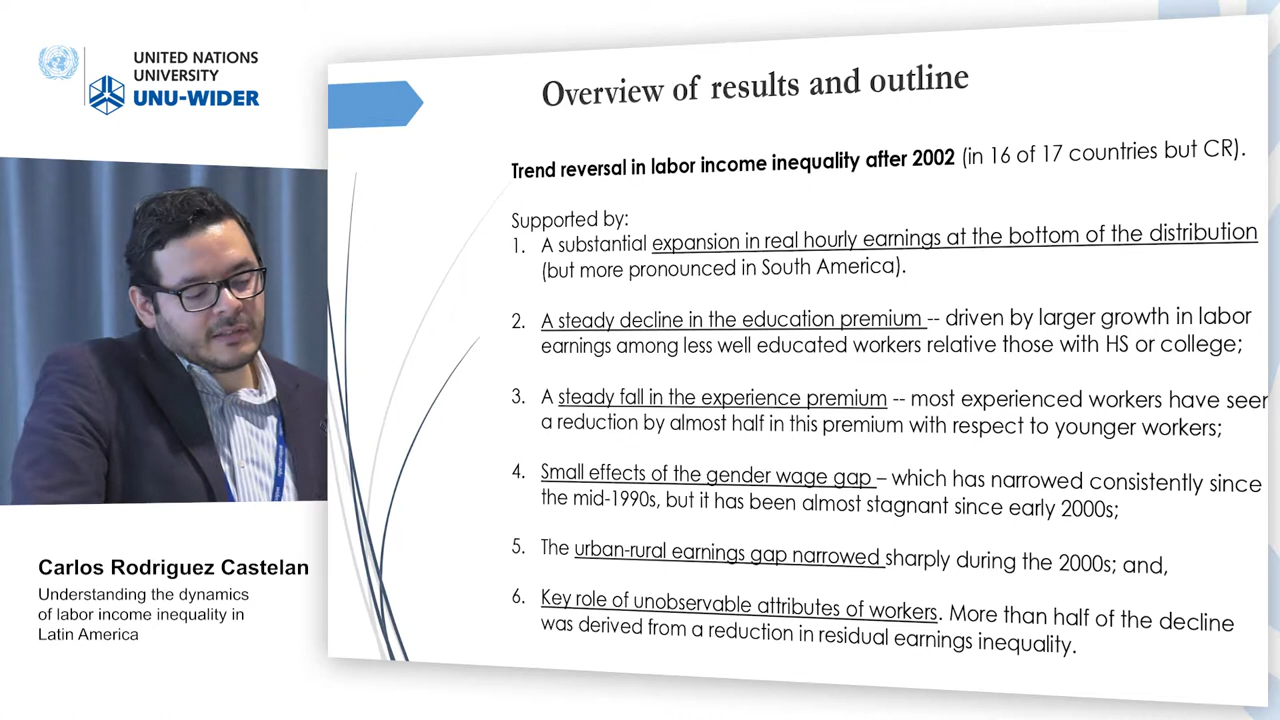 UNITED NATIONS
UNIVERSITY
UNU-WIDER
Overview of results and outline
Trend reversal in labor income inequality after 2002 (in 16 of 17 countries but CR).
Supported by:
1. A substantial expansion in real hourly earnings at the bottom of the distribution
(but more pronounced in South America).
2. A steady decline in the education premium -- driven by larger growth in labor
earnings among less well educated workers relative those with HS or college;
3. A steady fall in the experience premium -- most experienced workers have seen
a reduction by almost half in this premium with respect to younger workers;
4. Small effects of the gender wage gap – which has narrowed consistently since
the mid-1990s, but it has been almost stagnant since early 2000s;
5. The urban-rural earnings gap narrowed sharply during the 2000s; and,
6. Key role of unobservable attributes of workers. More than half of the decline
was derived from a reduction in residual earnings inequality.
Carlos Rodriguez Castelan
Understanding the dynamics
of labor income inequality in
Latin America